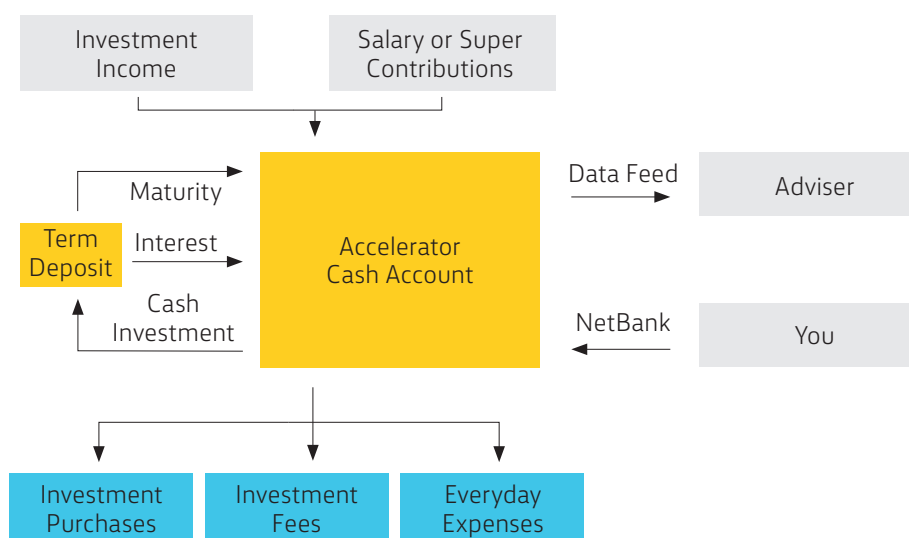 Investment
Income
Salary or Super
Contributions
Maturity
Term
Deposit
Interest
Cash
Investment
Accelerator
Cash Account
Data Feed
Adviser
NetBank
You
Investment
Purchases
Investment
Fees
Everyday
Expenses